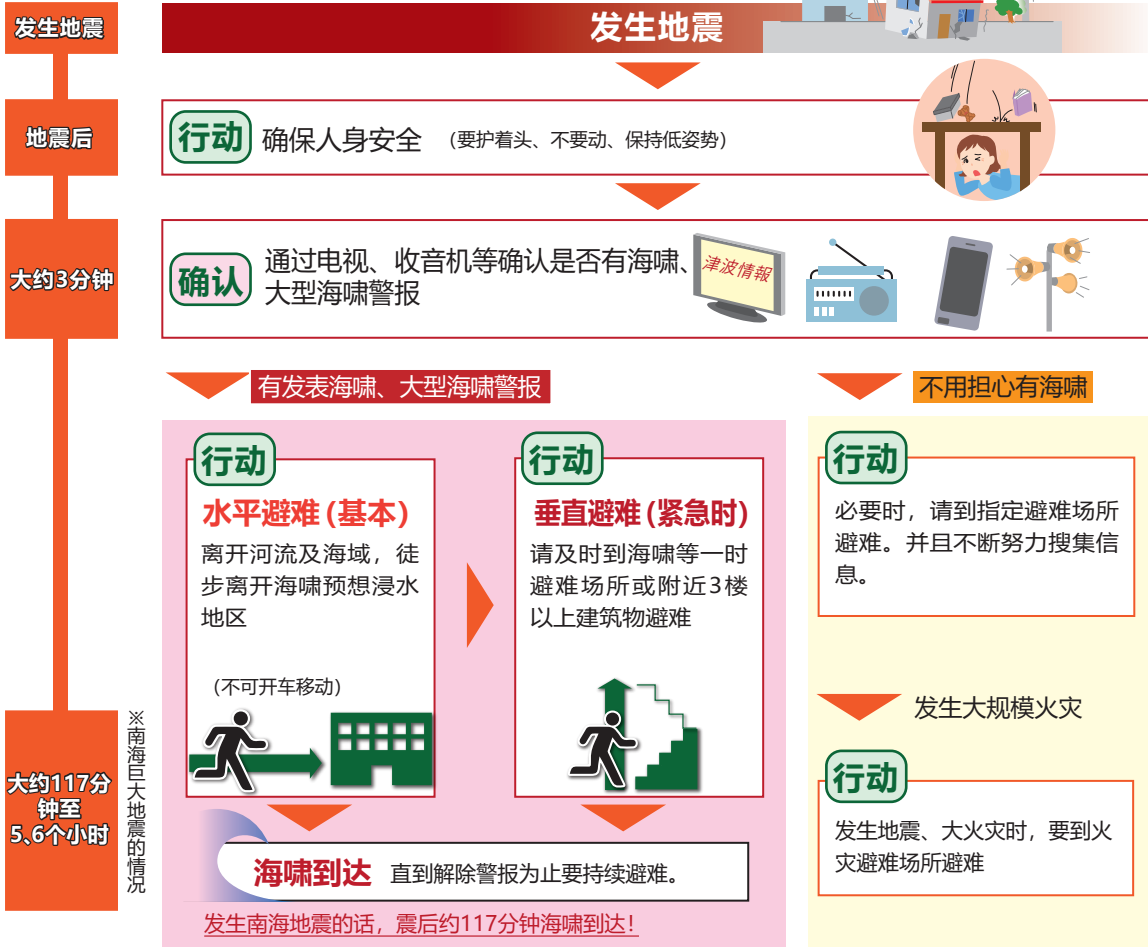 发生地震
发生地震
地震后
行动 确保人身安全 （要护着头、不要动、保持低姿势）
大约3分钟
确认 通过电视、收音机等确认是否有海啸、
大型海啸警报
津波情報
有发表海啸、大型海啸警报
行动
水平避难 (基本)
离开河流及海域，徒
步离开海啸预想浸水
地区
（不可开车移动）
行动
垂直避难 (紧急时)
请及时到海啸等一时
避难场所或附近3楼
以上建筑物避难
不用担心有海啸
行动
必要时，请到指定避难场所
避难。并且不断努力搜集信
息。
发生大规模火灾
行动
发生地震、大火灾时，要到火
灾避难场所避难
大约117分
钟至
5、6个小时
※南海巨大地震的情况
海啸到达 直到解除警报为止要持续避难。
发生南海地震的话，震后约117分钟海啸到达！